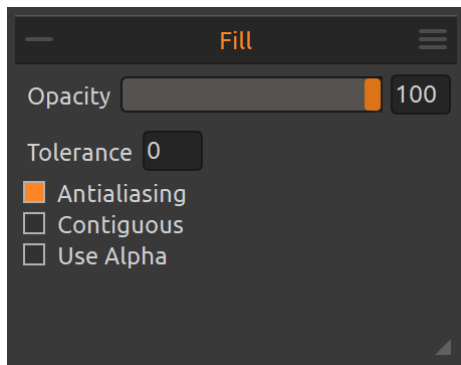 Fill
Opacity 100
Tolerance 0
Antialiasing
Contiguous
Use Alpha